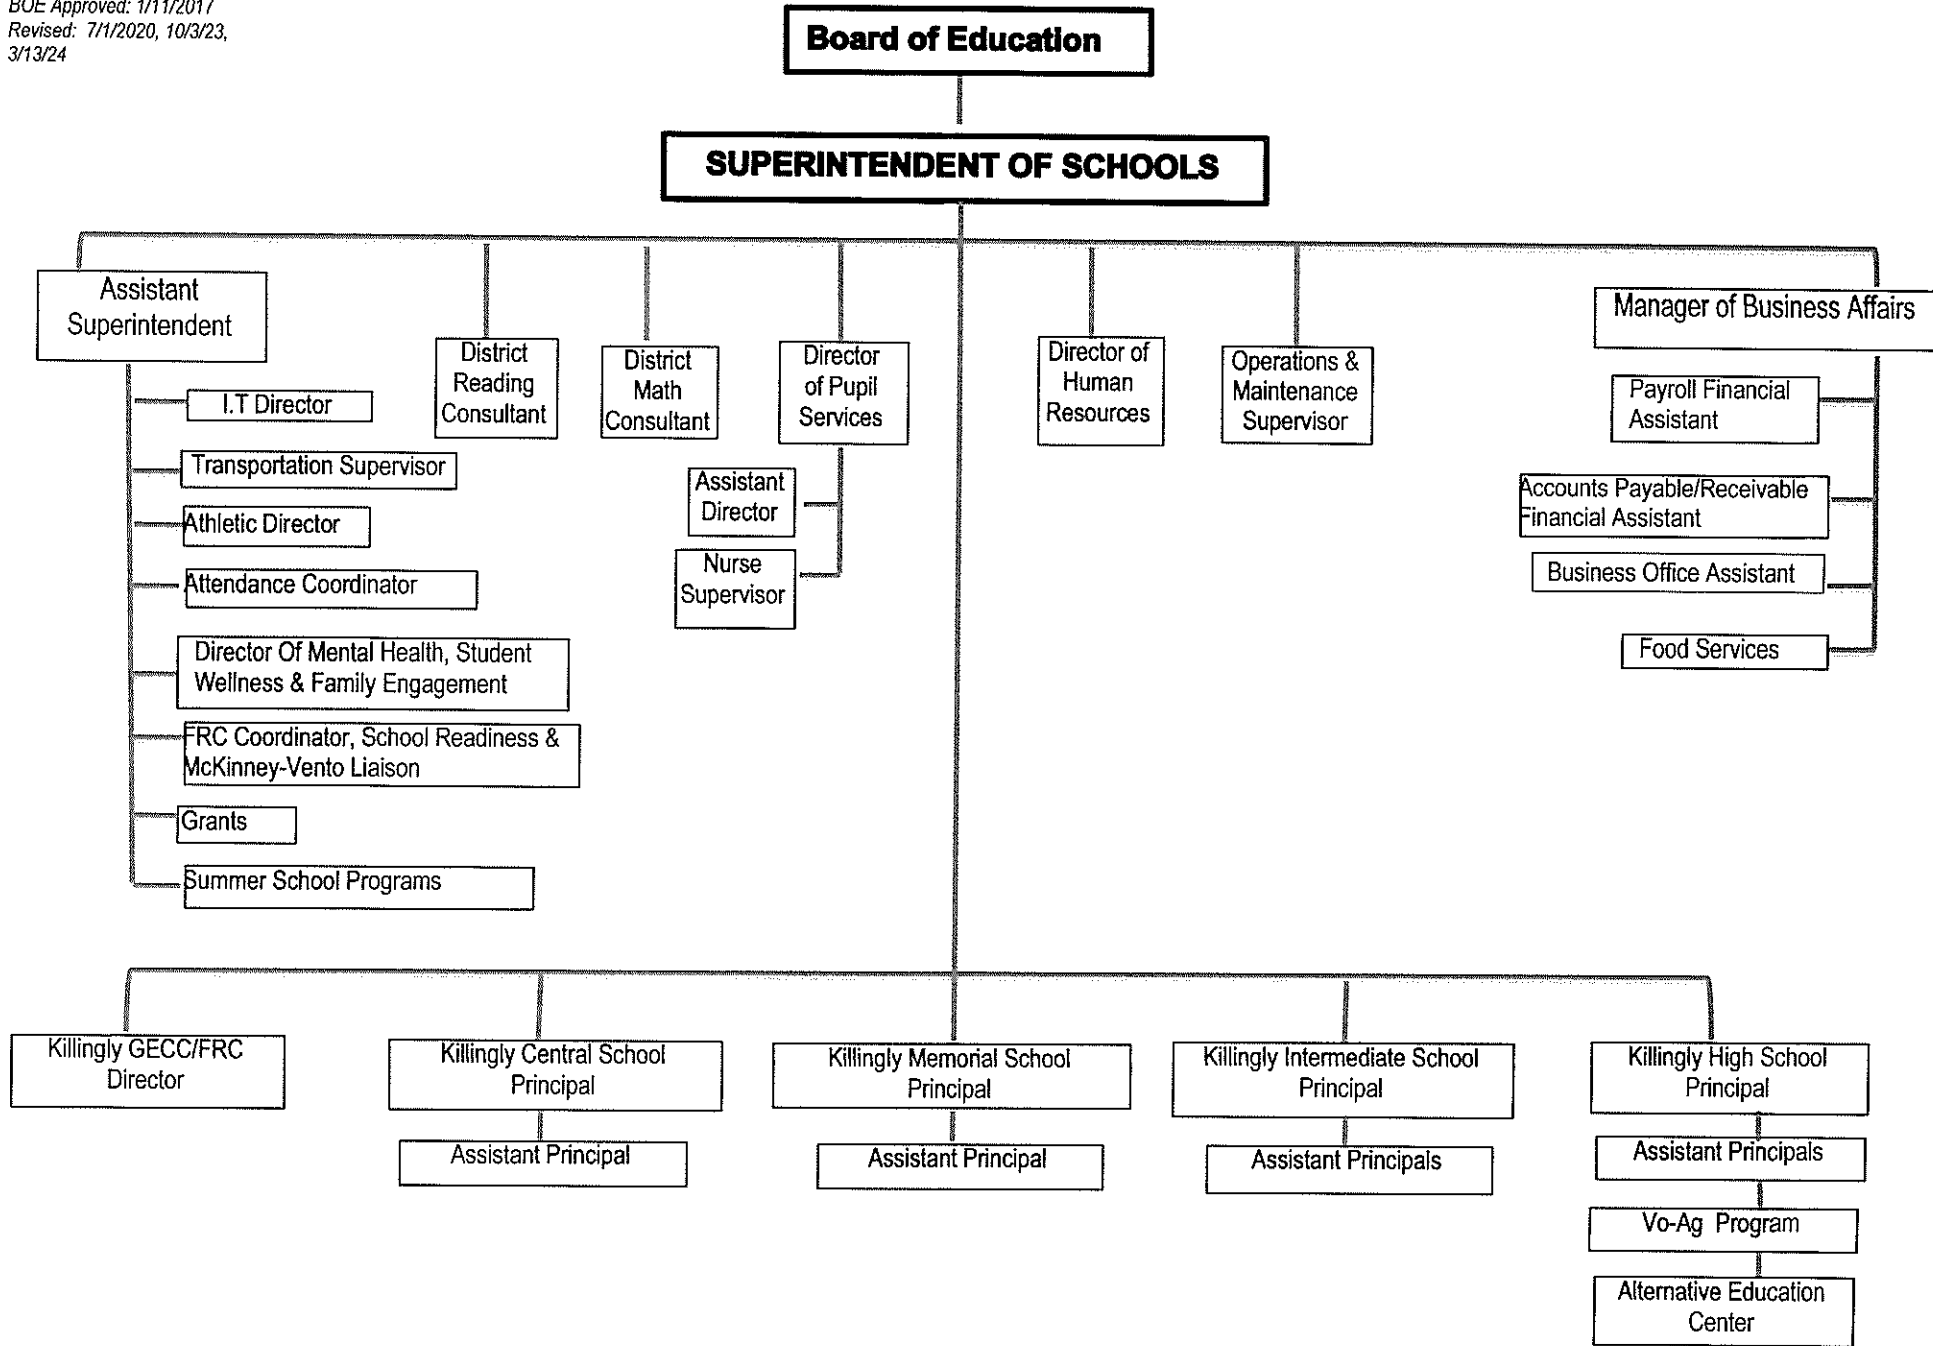 BOE Approved: 1/11/2017
Revised: 7/1/2020, 10/3/23,
3/13/24
Board of Education
SUPERINTENDENT OF SCHOOLS
Assistant
Superintendent
I.T Director
Transportation Supervisor
Athletic Director
Attendance Coordinator
Director Of Mental Health, Student
Wellness & Family Engagement
FRC Coordinator, School Readiness &
McKinney-Vento Liaison
Grants
Summer School Programs
District
Reading
Consultant
District
Math
Consultant
Director
of Pupil
Services
Assistant
Director
Nurse
Supervisor
Director of
Human
Resources
Operations &
Maintenance
Supervisor
Manager of Business Affairs
Payroll Financial
Assistant
Accounts Payable/Receivable
Financial Assistant
Business Office Assistant
Food Services
Killingly GECC/FRC
Director
Killingly Central School
Principal
Assistant Principal
Killingly Memorial School
Principal
Assistant Principal
Killingly Intermediate School
Principal
Assistant Principals
Killingly High School
Principal
Assistant Principals
Vo-Ag Program
Alternative Education
Center